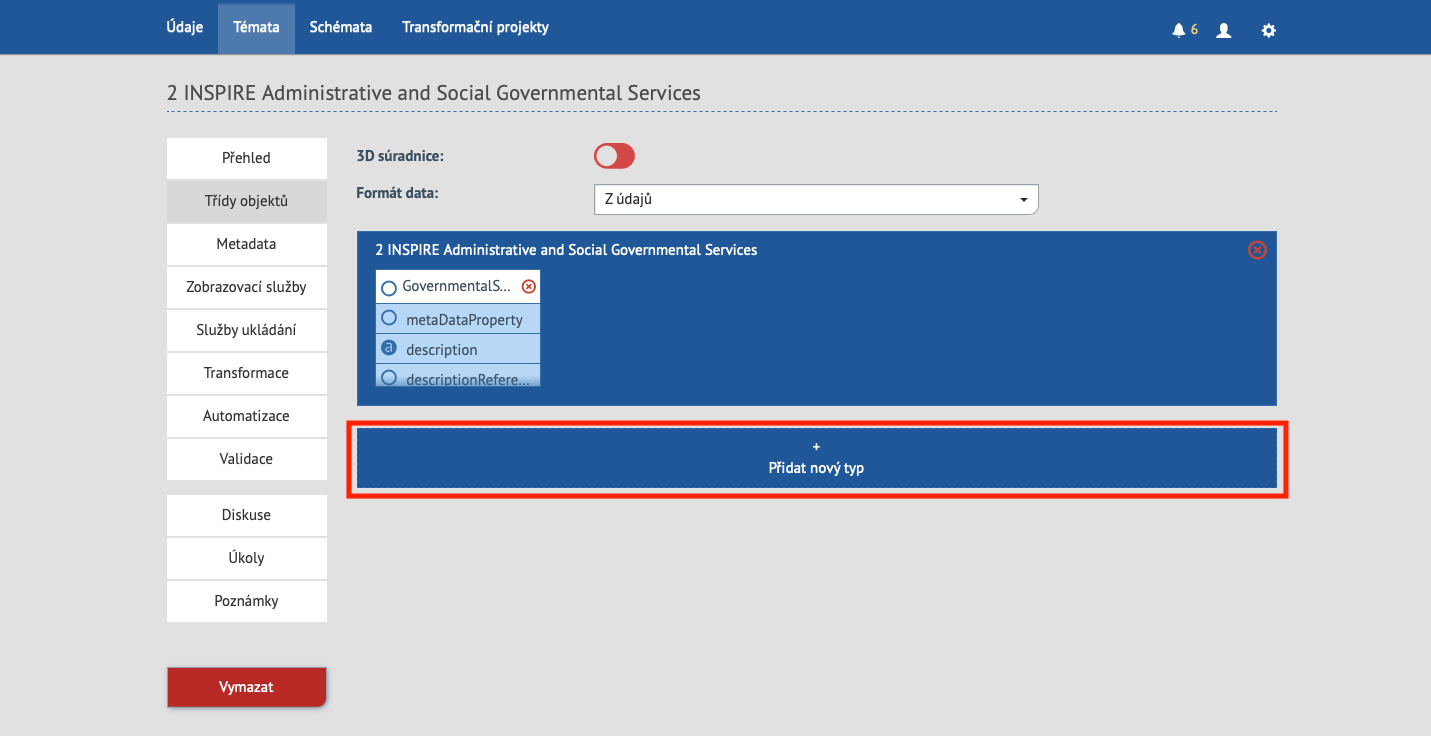 Údaje
Témata
Schémata
Transformační projekty
6
2 INSPIRE Administrative and Social Governmental Services
Přehled
Třídy objektů
Metadata
Zobrazovací služby
Služby ukládání
Transformace
Automatizace
Validace
Diskuse
Úkoly
Poznámky
Vymazat
3D súradnice:
Formát data:
Z údajů
2 INSPIRE Administrative and Social Governmental Services
GovernmentalS...
metaDataProperty
a description
descriptionRefere...
+
Přidat nový typ